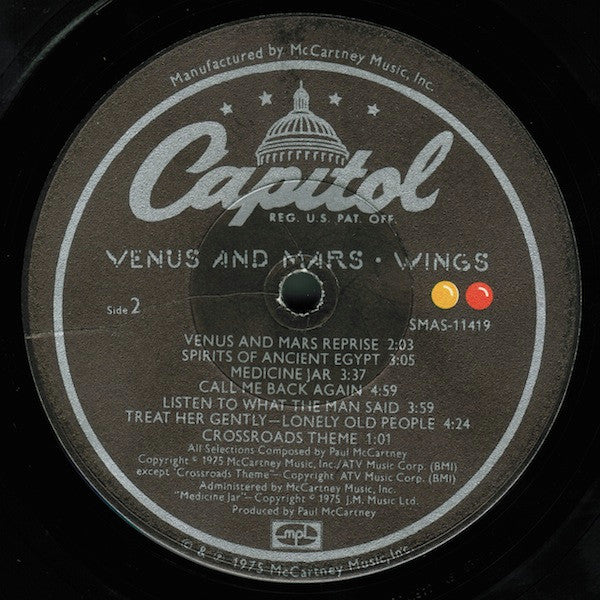 Manufactured by McCartney Music, Inc.
Capitol
REG. U.S. PAT. OFF.
VENUS AND MARS • WINGS
Side 2
SMAS-11419
VENUS AND MARS REPRISE 2:03
SPIRITS OF ANCIENT EGYPT 3:05
MEDICINE JAR 3:37
CALL ME BACK AGAIN 4:59
LISTEN TO WHAT THE MAN SAID 3:59
TREAT HER GENTLY—LONELY OLD PEOPLE 4:24
CROSSROADS THEME 1:01
All Selections Composed by Paul McCartney
Copyright © 1975 McCartney Music, Inc./ATV Music Corp. (BMI)
except "Crossroads Theme"—Copyright ATV Music Corp. (BMI)
Administered by McCartney Music, Inc.
"Medicine Jar"—Copyright © 1975 J.M. Music Ltd.
Produced by Paul McCartney
mpl
© & ℗ 1975 McCartney Music, Inc.